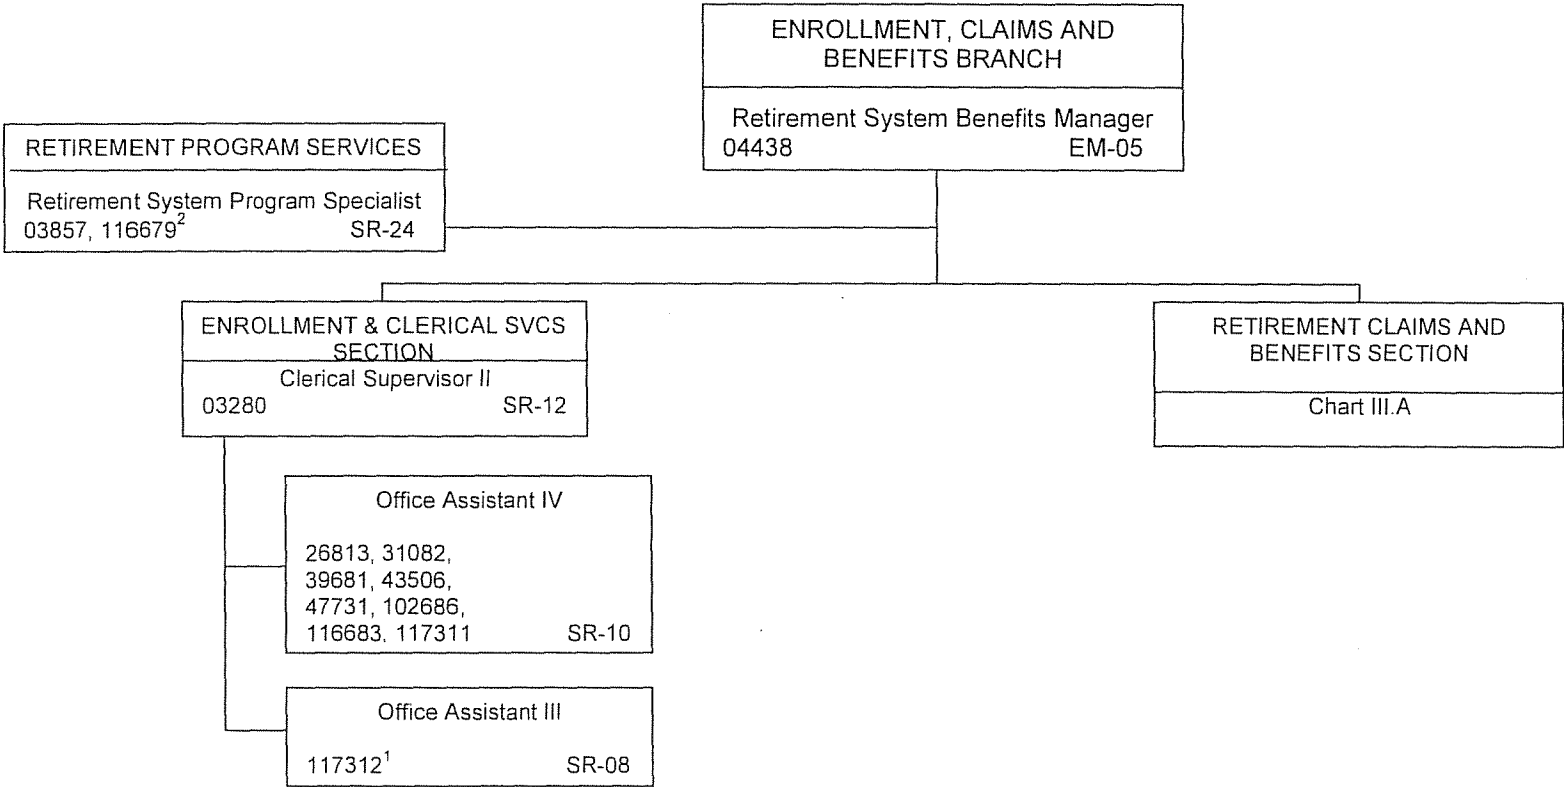 ENROLLMENT, CLAIMS AND
BENEFITS BRANCH
Retirement System Benefits Manager
04438 EM-05
RETIREMENT PROGRAM SERVICES
Retirement System Program Specialist
03857, 116679² SR-24
ENROLLMENT & CLERICAL SVCS
SECTION
Clerical Supervisor II
03280 SR-12
RETIREMENT CLAIMS AND
BENEFITS SECTION
Chart III.A
Office Assistant IV
26813, 31082,
39681, 43506,
47731, 102686,
116683, 117311 SR-10
Office Assistant III
117312¹ SR-08